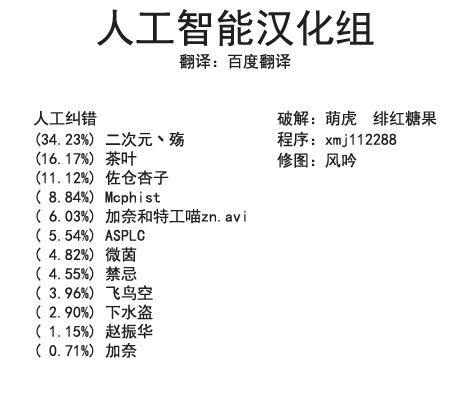 人工智能汉化组
翻译：百度翻译
人工纠错
(34.23%) 二次元丶殇
(16.17%) 茶叶
(11.12%) 佐仓杏子
( 8.84%) Mcphist
( 6.03%) 加奈和特工喵zn.avi
( 5.54%) ASPLC
( 4.82%) 微茵
( 4.55%) 禁忌
( 3.96%) 飞鸟空
( 2.90%) 下水盗
( 1.15%) 赵振华
( 0.71%) 加奈
破解：萌虎　绯红糖果
程序：xmj112288
修图：风吟